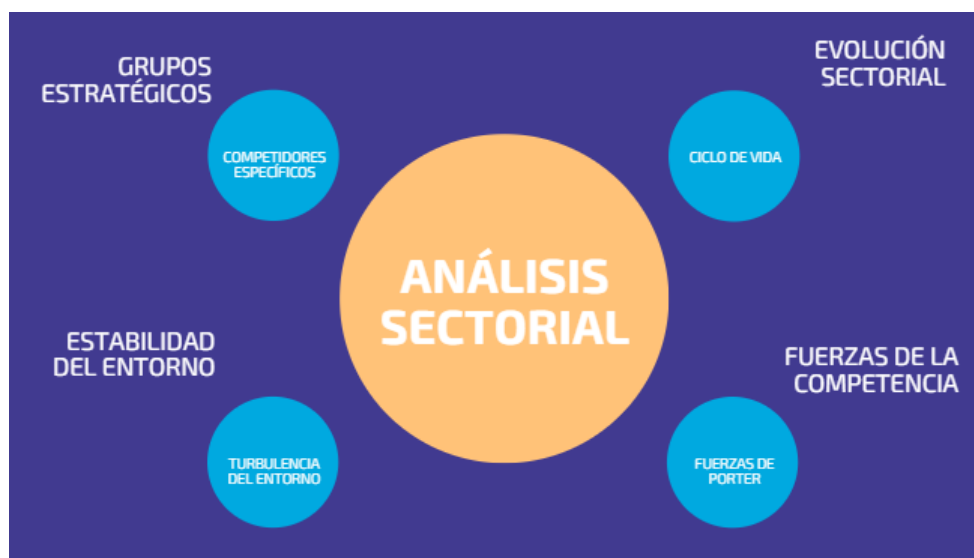 GRUPOS
ESTRATÉGICOS
COMPETIDORES
ESPECÍFICOS
EVOLUCIÓN
SECTORIAL
CICLO DE VIDA
ANÁLISIS
SECTORIAL
ESTABILIDAD
DEL ENTORNO
TURBULENCIA
DEL ENTORNO
FUERZAS DE LA
COMPETENCIA
FUERZAS DE
PORTER